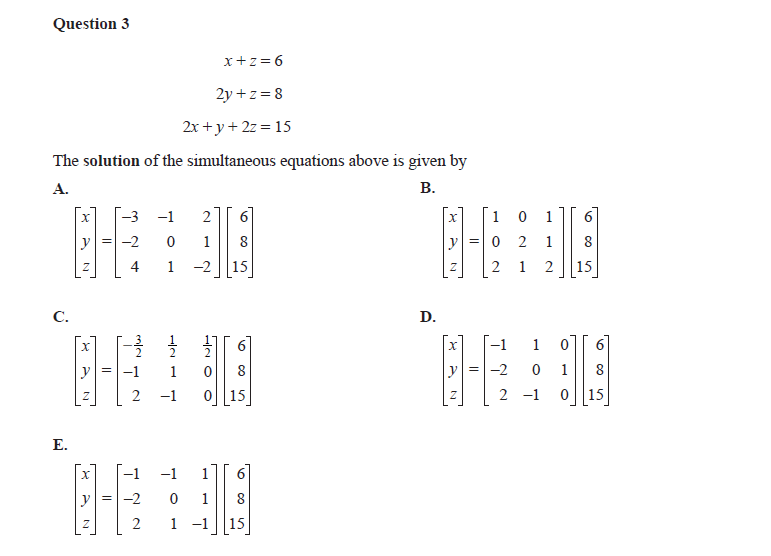 Question 3
x + z = 6
2y + z = 8
2x + y + 2z = 15
The solution of the simultaneous equations above is given by
A.
[x] [−3 −1 2] [6]
[y] = [−2 0 1] [8]
[z] [4 1 −2] [15]
B.
[x] [1 0 1] [6]
[y] = [0 2 1] [8]
[z] [2 1 2] [15]
C.
[x] [−3/2 1/2 1/2] [6]
[y] = [−1 1 0] [8]
[z] [2 −1 0] [15]
D.
[x] [−1 1 0] [6]
[y] = [−2 0 1] [8]
[z] [2 −1 0] [15]
E.
[x] [−1 −1 1] [6]
[y] = [−2 0 1] [8]
[z] [2 1 −1] [15]